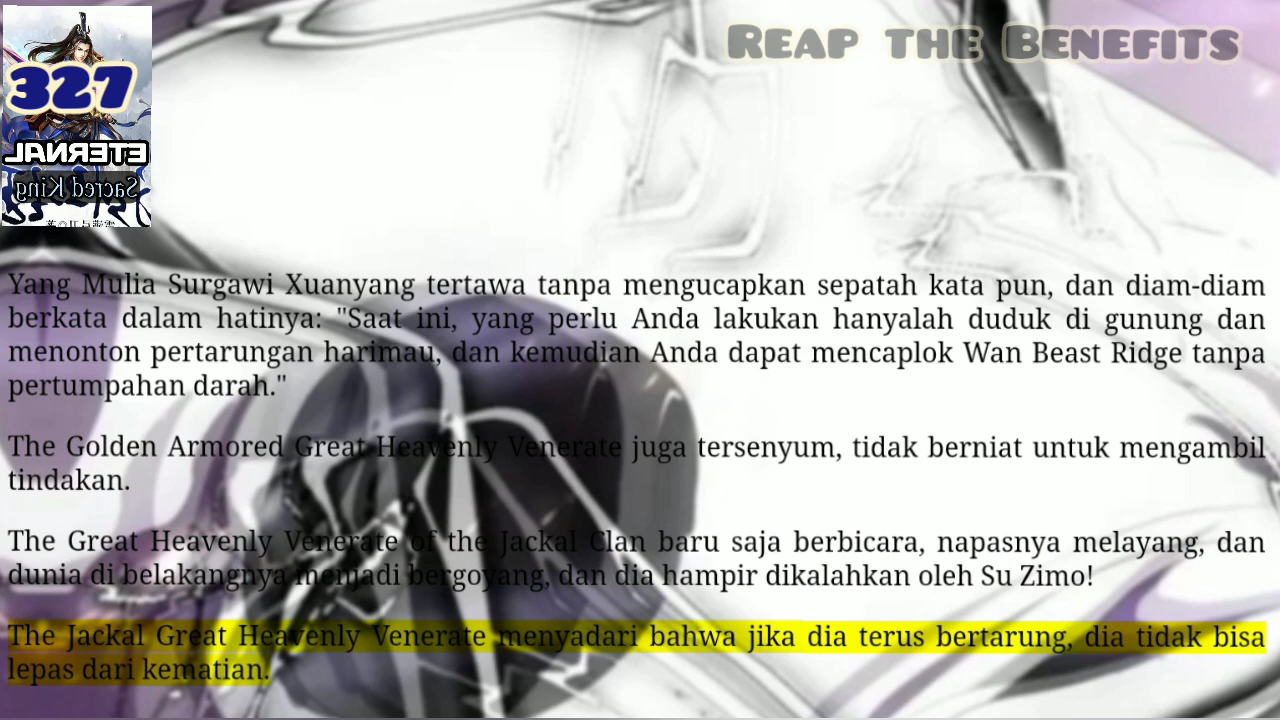 Reap the Benefits
327
ETERNAL
Sacred King
Yang Mulia Surgawi Xuanyang tertawa tanpa mengucapkan sepatah kata pun, dan diam-diam
berkata dalam hatinya: "Saat ini, yang perlu Anda lakukan hanyalah duduk di gunung dan
menonton pertarungan harimau, dan kemudian Anda dapat mencaplok Wan Beast Ridge tanpa
pertumpahan darah."
The Golden Armored Great Heavenly Venerate juga tersenyum, tidak berniat untuk mengambil
tindakan.
The Great Heavenly Venerate of the Jackal Clan baru saja berbicara, napasnya melayang, dan
dunia di belakangnya menjadi bergoyang, dan dia hampir dikalahkan oleh Su Zimo!
The Jackal Great Heavenly Venerate menyadari bahwa jika dia terus bertarung, dia tidak bisa
lepas dari kematian.